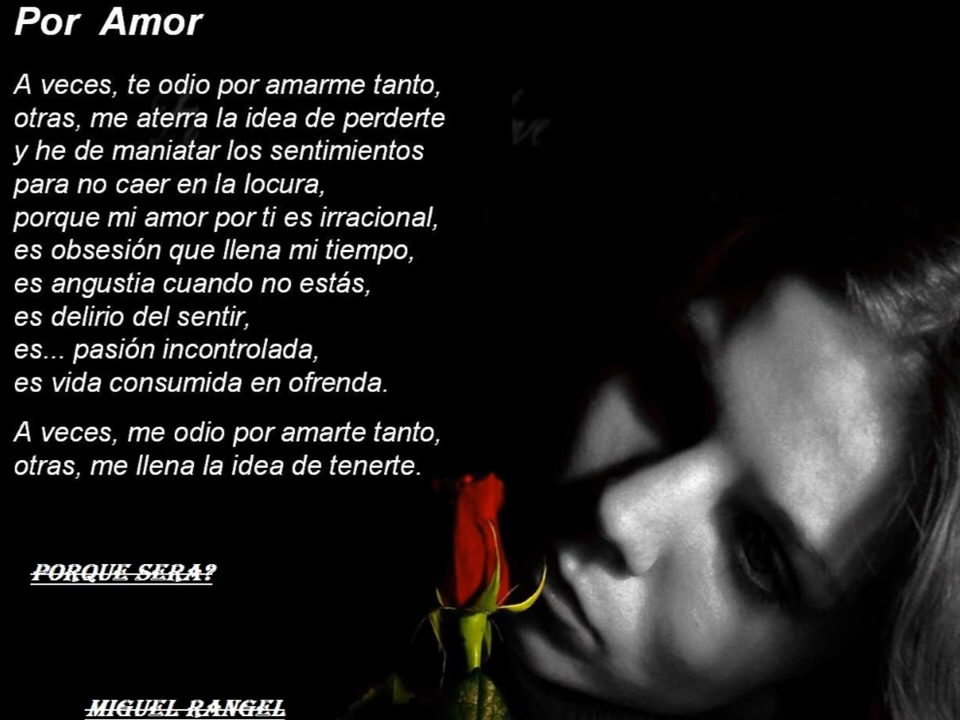 Por Amor
A veces, te odio por amarme tanto,
otras, me aterra la idea de perderte
y he de maniatar los sentimientos
para no caer en la locura,
porque mi amor por ti es irracional,
es obsesión que llena mi tiempo,
es angustia cuando no estás,
es delirio del sentir,
es... pasión incontrolada,
es vida consumida en ofrenda.
A veces, me odio por amarte tanto,
otras, me llena la idea de tenerte.
PORQUE SERA?
MIGUEL RANGEL